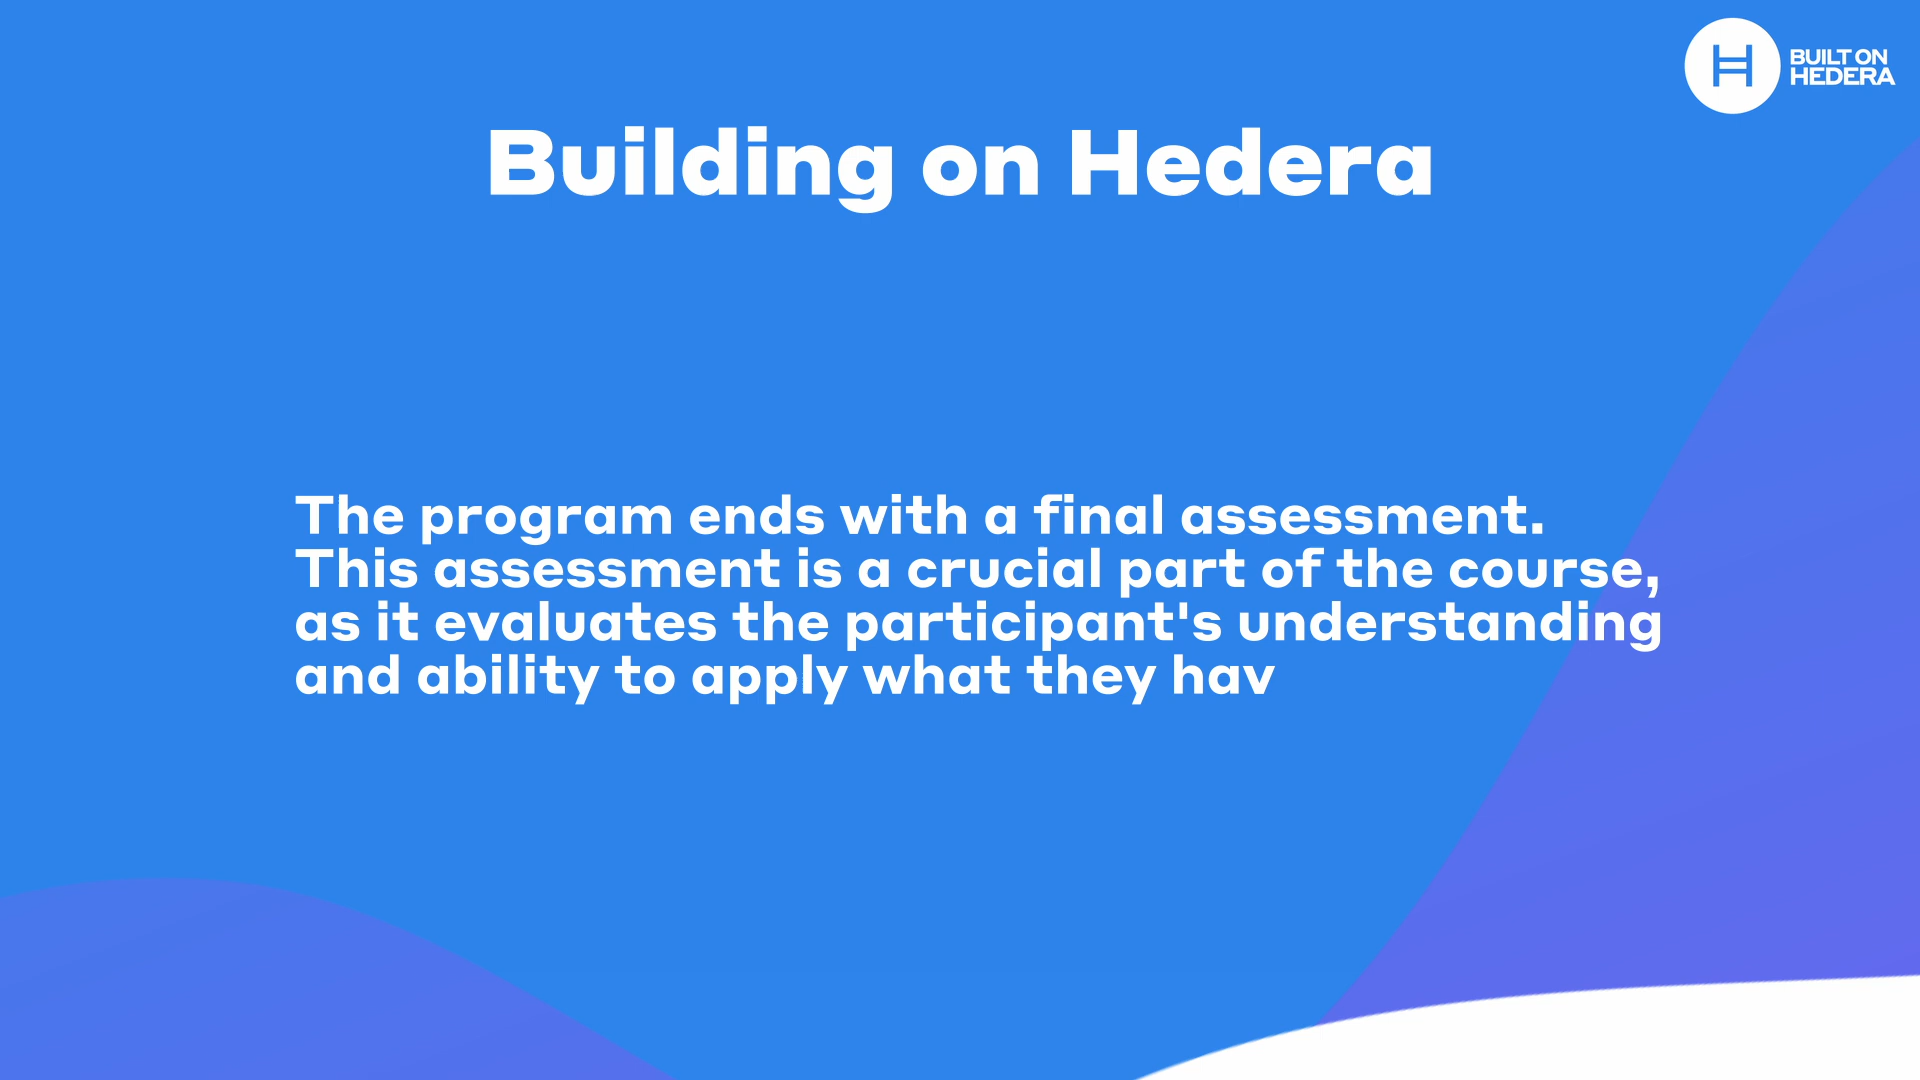 BUILT ON
HEDERA
Building on Hedera
The program ends with a final assessment.
This assessment is a crucial part of the course,
as it evaluates the participant's understanding
and ability to apply what they hav